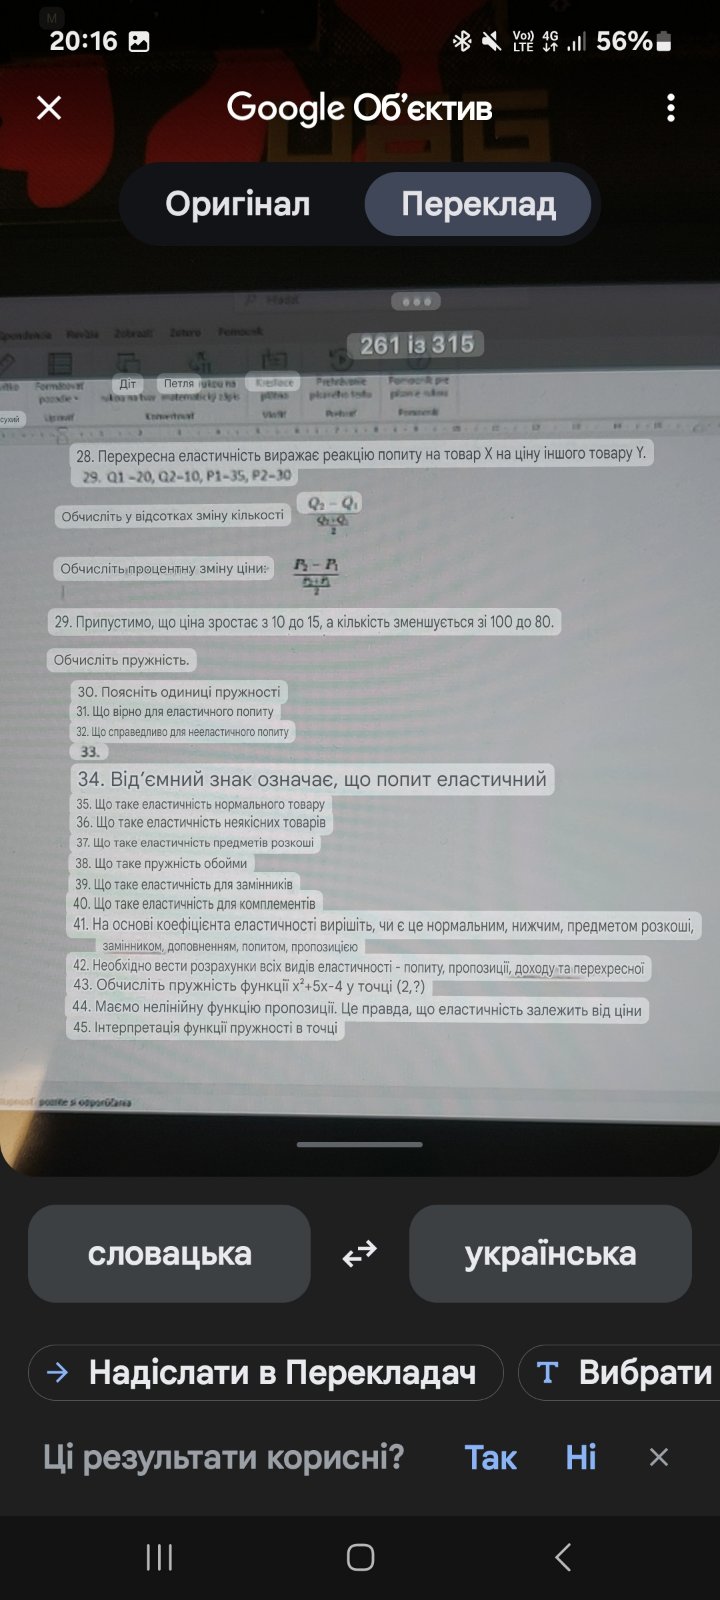 M
20:16
Vo)) LTE 4G 56%
Google Об'єктив
Оригінал
Переклад
261 із 315
Діт
Петля
28. Перехресна еластичність виражає реакцію попиту на товар X на ціну іншого товару Y.
29. Q1 -20, Q2-10, P1-35, P2-30
Обчисліть у відсотках зміну кількості
Q₂ - Q₁
2
Обчисліть процентну зміну ціни:
P₂ - P₁
2
29. Припустимо, що ціна зростає з 10 до 15, а кількість зменшується зі 100 до 80.
Обчисліть пружність.
30. Поясніть одиниці пружності
31. Що вірно для еластичного попиту
32. Що справедливо для нееластичного попиту
33.
34. Від'ємний знак означає, що попит еластичний
35. Що таке еластичність нормального товару
36. Що таке еластичність неякісних товарів
37. Що таке еластичність предметів розкоші
38. Що таке пружність обойми
39. Що таке еластичність для замінників
40. Що таке еластичність для комплементів
41. На основі коефіцієнта еластичності вирішіть, чи є це нормальним, нижчим, предметом розкоші,
замінником, доповненням, попитом, пропозицією
42. Необхідно вести розрахунки всіх видів еластичності - попиту, пропозиції, доходу та перехресної
43. Обчисліть пружність функції x²+5x-4 у точці (2,?)
44. Маємо нелінійну функцію пропозиції. Це правда, що еластичність залежить від ціни
45. Інтерпретація функції пружності в точці
словацька
українська
Надіслати в Перекладач
Вибрати
Ці результати корисні?
Так
Ні